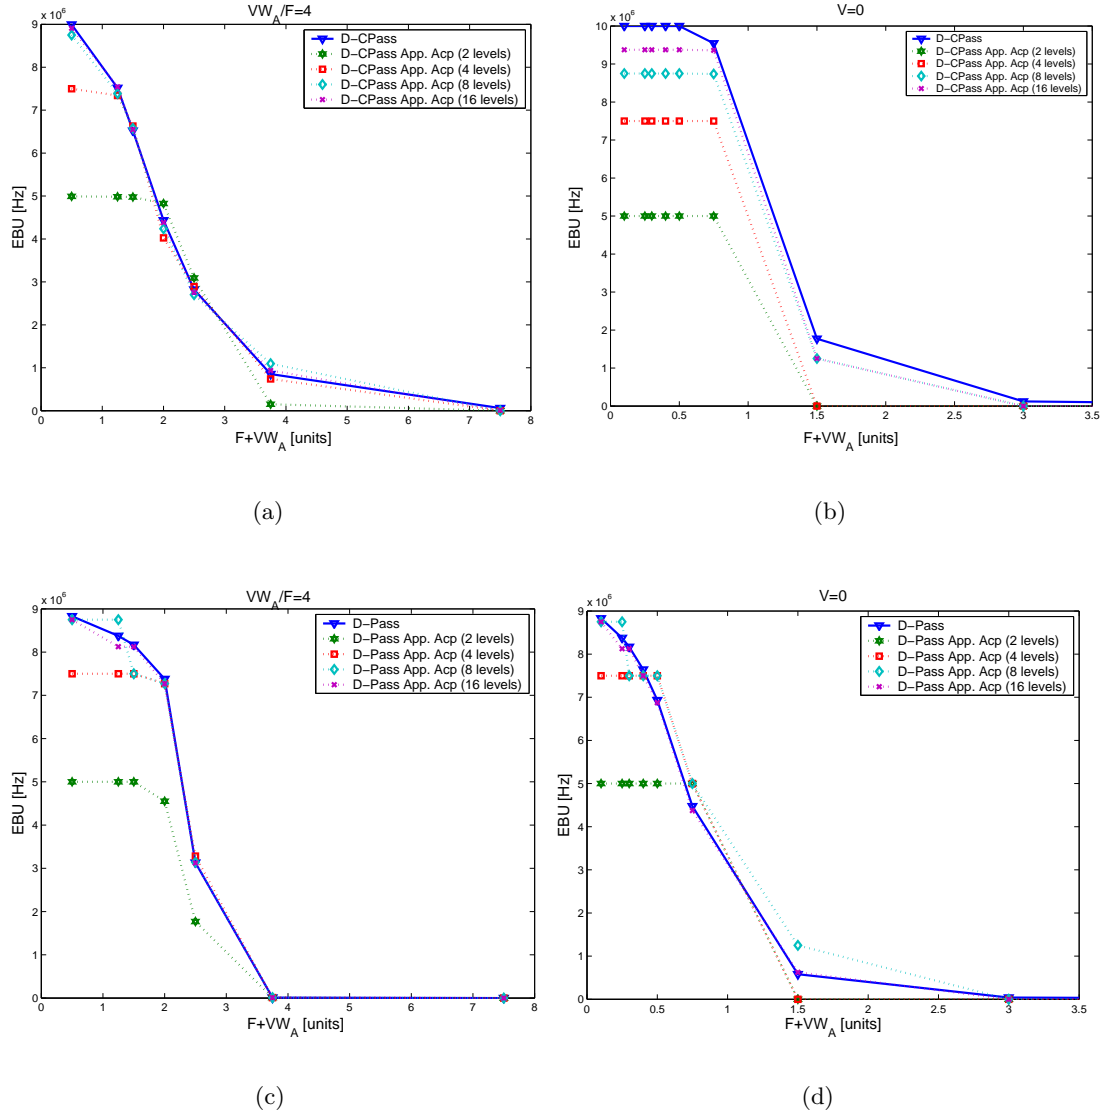 VW_A/F=4
x 10^6
9
8
7
6
5
4
3
2
1
0
0 1 2 3 4 5 6 7 8
EBU [Hz]
F+VW_A [units]
D−CPass
D−CPass App. Acp (2 levels)
D−CPass App. Acp (4 levels)
D−CPass App. Acp (8 levels)
D−CPass App. Acp (16 levels)
(a)
V=0
x 10^6
10
9
8
7
6
5
4
3
2
1
0
0 0.5 1 1.5 2 2.5 3 3.5
EBU [Hz]
F+VW_A [units]
D−CPass
D−CPass App. Acp (2 levels)
D−CPass App. Acp (4 levels)
D−CPass App. Acp (8 levels)
D−CPass App. Acp (16 levels)
(b)
VW_A/F=4
x 10^6
9
8
7
6
5
4
3
2
1
0
0 1 2 3 4 5 6 7 8
EBU [Hz]
F+VW_A [units]
D−Pass
D−Pass App. Acp (2 levels)
D−Pass App. Acp (4 levels)
D−Pass App. Acp (8 levels)
D−Pass App. Acp (16 levels)
(c)
V=0
x 10^6
9
8
7
6
5
4
3
2
1
0
0 0.5 1 1.5 2 2.5 3 3.5
EBU [Hz]
F+VW_A [units]
D−Pass
D−Pass App. Acp (2 levels)
D−Pass App. Acp (4 levels)
D−Pass App. Acp (8 levels)
D−Pass App. Acp (16 levels)
(d)